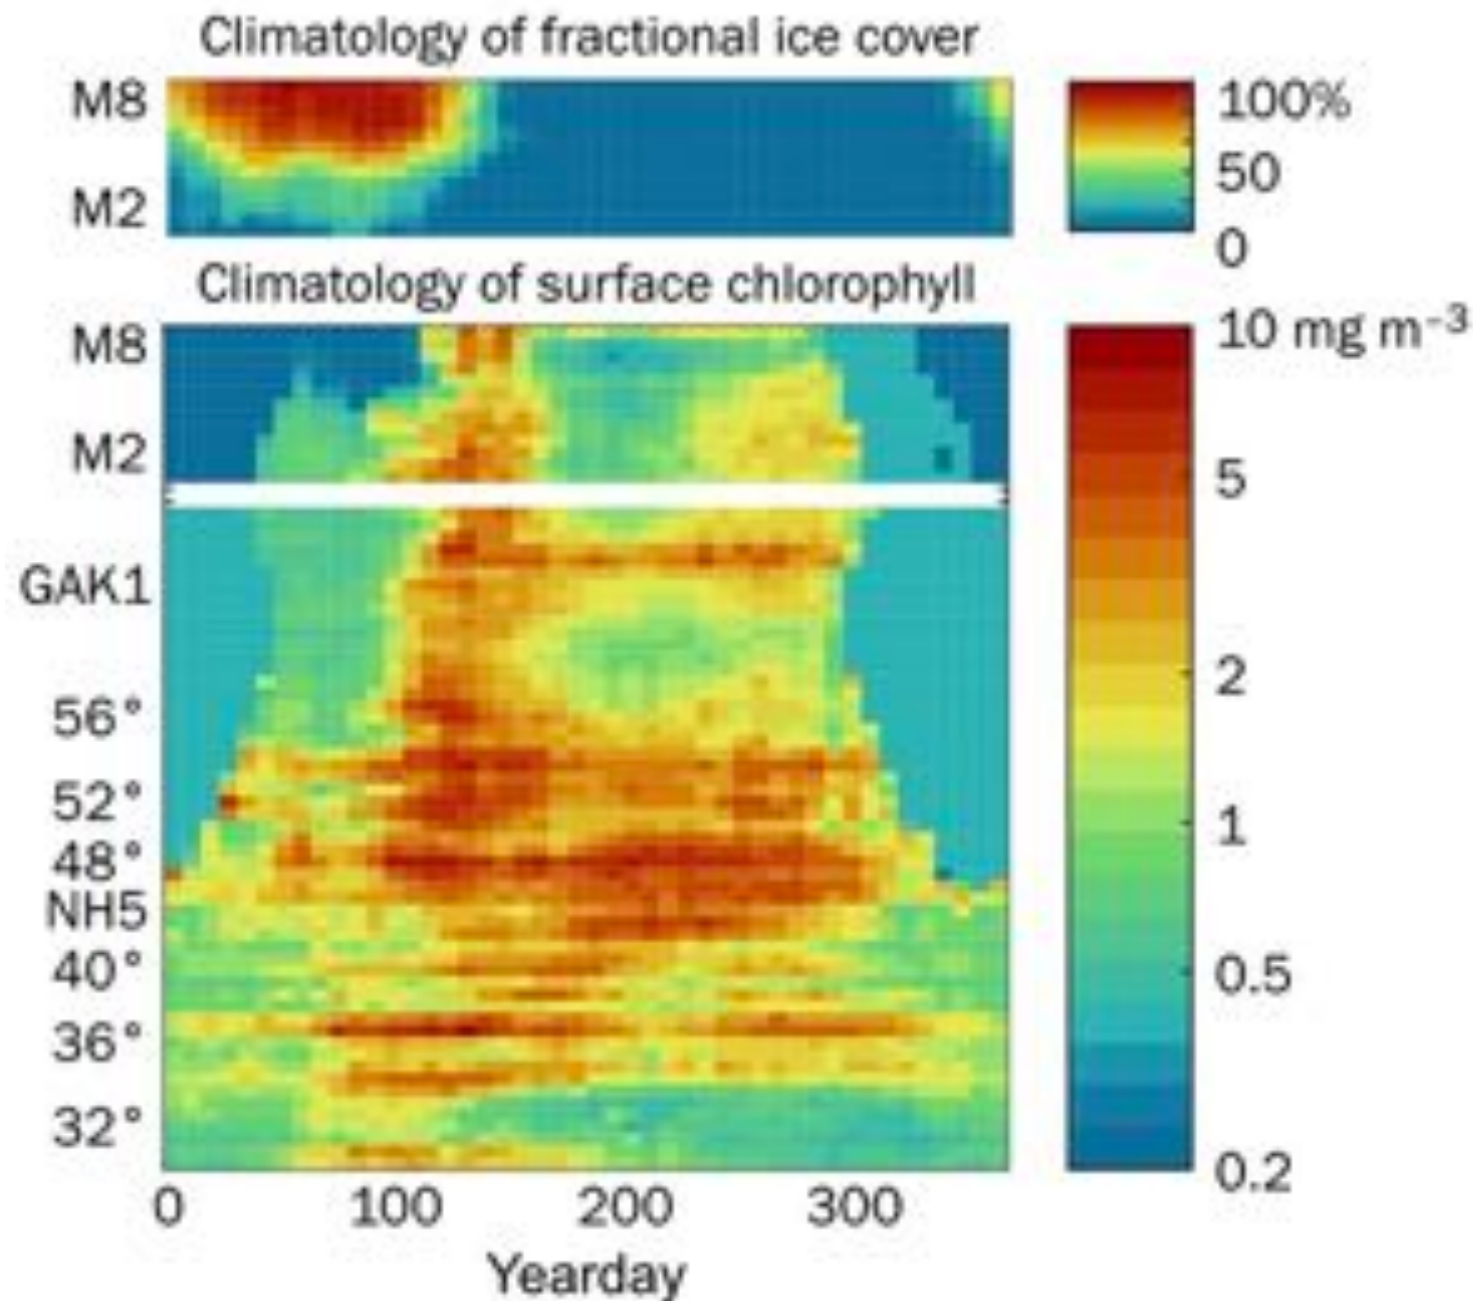 Climatology of fractional ice cover
M8
M2
100%
50
0
Climatology of surface chlorophyll
M8
M2
GAK1
56°
52°
48°
NH5
40°
36°
32°
10 mg m⁻³
5
2
1
0.5
0.2
0 100 200 300
Yearday